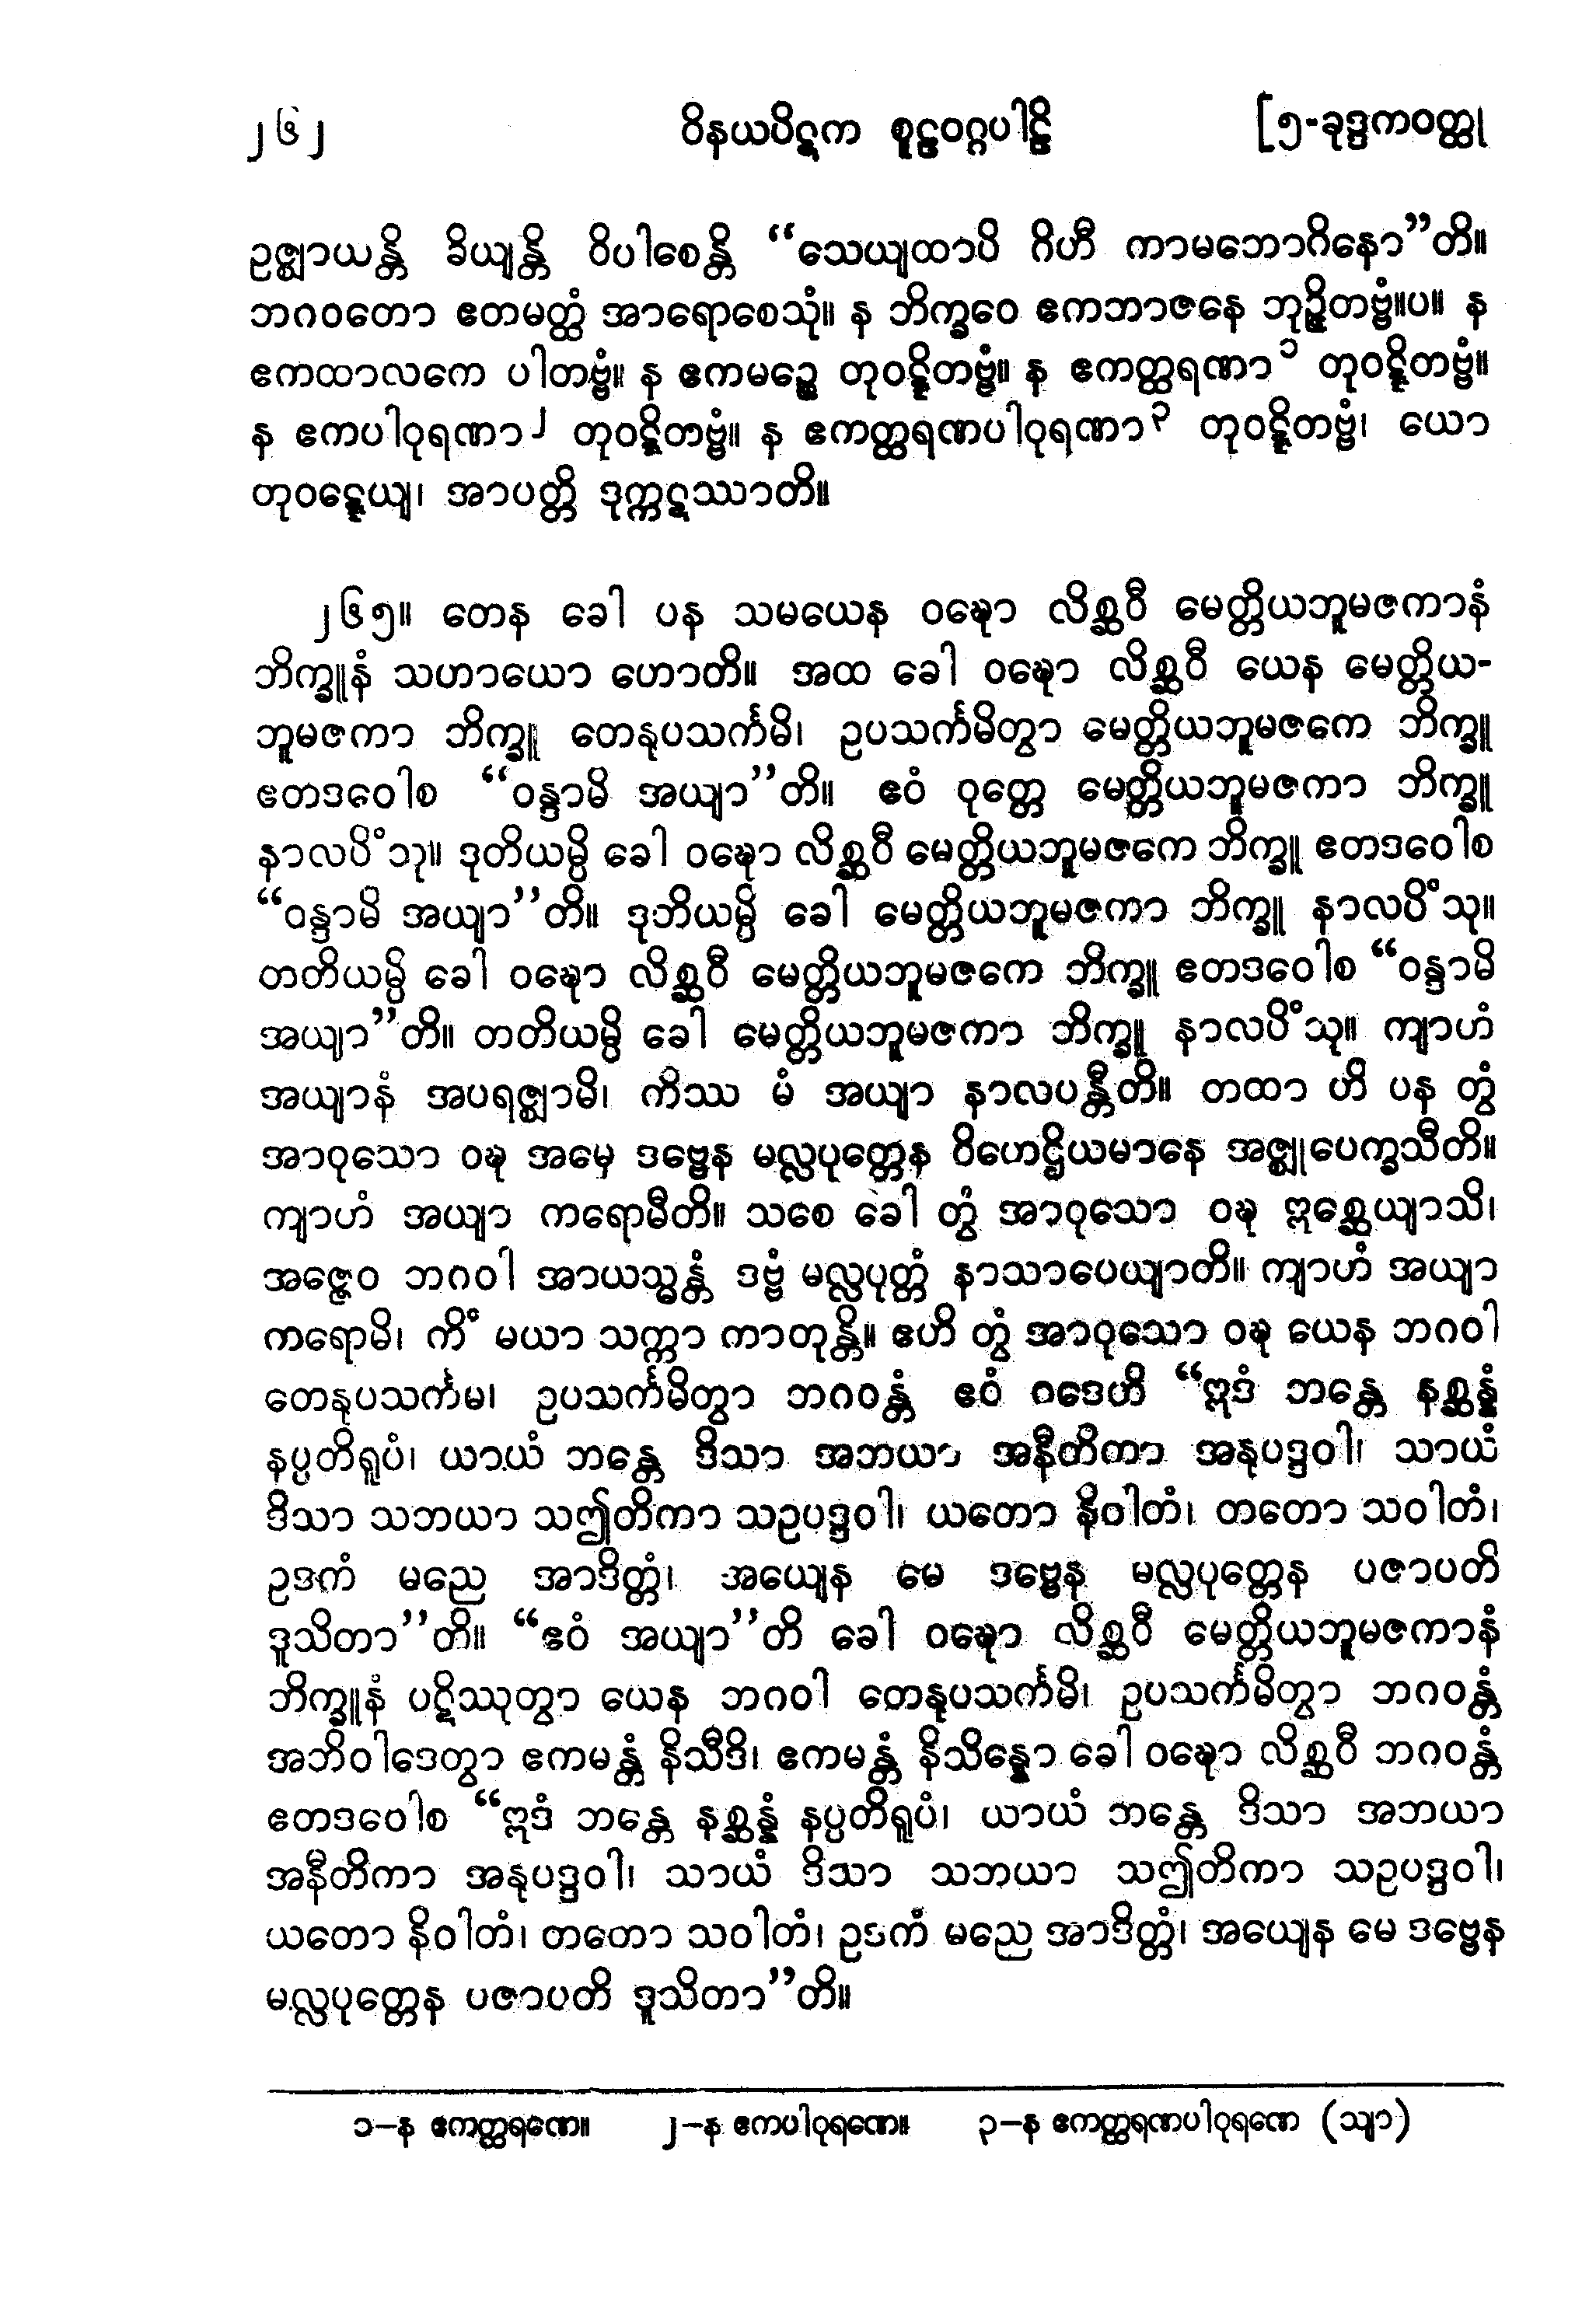 ၂၆၂ ဝိနယပိဋက စူဠဝဂ္ဂပါဠိ [၅-ခုဒ္ဒကဝတ္ထု
ဥဇ္ဈာယန္တိ ခိယျန္တိ ဝိပါစေန္တိ “သေယျထာပိ ဂိဟီ ကာမဘောဂိနော”တိ။
ဘဂဝတော ဧတမတ္ထံ အာရောစေသုံ။ န ဘိက္ခဝေ ဧကဘာဇနေ ဘုဉ္ဇိတဗ္ဗံ။ပ။ န
ဧကထာလကေ ပါတဗ္ဗံ။ န ဧကမဉ္စေ တုဝဋ္ဋိတဗ္ဗံ။ န ဧကတ္ထရဏာ၁ တုဝဋ္ဋိတဗ္ဗံ။
န ဧကပါဝုရဏာ၂ တုဝဋ္ဋိတဗ္ဗံ။ န ဧကတ္ထရဏပါဝုရဏာ၃ တုဝဋ္ဋိတဗ္ဗံ၊ ယော
တုဝဋ္ဋေယျ၊ အာပတ္တိ ဒုက္ကဋဿာတိ။
၂၆၅။ တေန ခေါ ပန သမယေန ဝဍ္ဎော လိစ္ဆဝီ မေတ္တိယဘူမဇကာနံ
ဘိက္ခူနံ သဟာယော ဟောတိ။ အထ ခေါ ဝဍ္ဎော လိစ္ဆဝီ ယေန မေတ္တိယ-
ဘူမဇကာ ဘိက္ခူ တေနုပသင်္ကမိ၊ ဥပသင်္ကမိတွာ မေတ္တိယဘူမဇကေ ဘိက္ခူ
ဧတဒဝေါစ “ဝန္ဒာမိ အယျာ”တိ။ ဧဝံ ဝုတ္တေ မေတ္တိယဘူမဇကာ ဘိက္ခူ
နာလပိံသု။ ဒုတိယမ္ပိ ခေါ ဝဍ္ဎော လိစ္ဆဝီ မေတ္တိယဘူမဇကေ ဘိက္ခူ ဧတဒဝေါစ
“ဝန္ဒာမိ အယျာ”တိ။ ဒုဘိယမ္ပိ ခေါ မေတ္တိယဘူမဇကာ ဘိက္ခူ နာလပိံသု။
တတိယမ္ပိ ခေါ ဝဍ္ဎော လိစ္ဆဝီ မေတ္တိယဘူမဇကေ ဘိက္ခူ ဧတဒဝေါစ “ဝန္ဒာမိ
အယျာ”တိ။ တတိယမ္ပိ ခေါ မေတ္တိယဘူမဇကာ ဘိက္ခူ နာလပိံသု။ ကျာဟံ
အယျာနံ အပရဇ္ဈာမိ၊ ကိဿ မံ အယျာ နာလပန္တီတိ။ တထာ ဟိ ပန တွံ
အာဝုသော ဝဍ္ဎ အမှေ ဒဗ္ဗေန မလ္လပုတ္တေန ဝိဟေဌိယမာနေ အဇ္ဈုပေက္ခသီတိ။
ကျာဟံ အယျာ ကရောမီတိ။ သစေ ခေါ တွံ အာဝုသော ဝဍ္ဎ ဣစ္ဆေယျာသိ၊
အဇ္ဇေဝ ဘဂဝါ အာယသ္မန္တံ ဒဗ္ဗံ မလ္လပုတ္တံ နာသာပေယျာတိ။ ကျာဟံ အယျာ
ကရောမိ၊ ကိံ မယာ သက္ကာ ကာတုန္တိ။ ဧဟိ တွံ အာဝုသော ဝဍ္ဎ ယေန ဘဂဝါ
တေနုပသင်္ကမ၊ ဥပသင်္ကမိတွာ ဘဂဝန္တံ ဧဝံ ဝဒေဟိ “ဣဒံ ဘန္တေ နစ္ဆန္နံ
နပ္ပတိရူပံ၊ ယာယံ ဘန္တေ ဒိသာ အဘယာ အနီတိကာ အနုပဒ္ဒဝါ၊ သာယံ
ဒိသာ သဘယာ သဤတိကာ သဥပဒ္ဒဝါ၊ ယတော နိဝါတံ၊ တတော သဝါတံ၊
ဥဒကံ မညေ အာဒိတ္တံ၊ အယျေန မေ ဒဗ္ဗေန မလ္လပုတ္တေန ပဇာပတိ
ဒူသိတာ”တိ။ “ဧဝံ အယျာ”တိ ခေါ ဝဍ္ဎော လိစ္ဆဝီ မေတ္တိယဘူမဇကာနံ
ဘိက္ခူနံ ပဋိဿုတွာ ယေန ဘဂဝါ တေနုပသင်္ကမိ၊ ဥပသင်္ကမိတွာ ဘဂဝန္တံ
အဘိဝါဒေတွာ ဧကမန္တံ နိသီဒိ၊ ဧကမန္တံ နိသိန္နော ခေါ ဝဍ္ဎော လိစ္ဆဝီ ဘဂဝန္တံ
ဧတဒဝေါစ “ဣဒံ ဘန္တေ နစ္ဆန္နံ နပ္ပတိရူပံ၊ ယာယံ ဘန္တေ ဒိသာ အဘယာ
အနီတိကာ အနုပဒ္ဒဝါ၊ သာယံ ဒိသာ သဘယာ သဤတိကာ သဥပဒ္ဒဝါ၊
ယတော နိဝါတံ၊ တတော သဝါတံ၊ ဥဒကံ မညေ အာဒိတ္တံ၊ အယျေန မေ ဒဗ္ဗေန
မလ္လပုတ္တေန ပဇာပတိ ဒူသိတာ”တိ။
၁−န ဧကတ္ထရဏေ။ ၂−န ဧကပါဝုရဏေ။ ၃−န ဧကတ္ထရဏပါဝုရဏေ (သျာ)